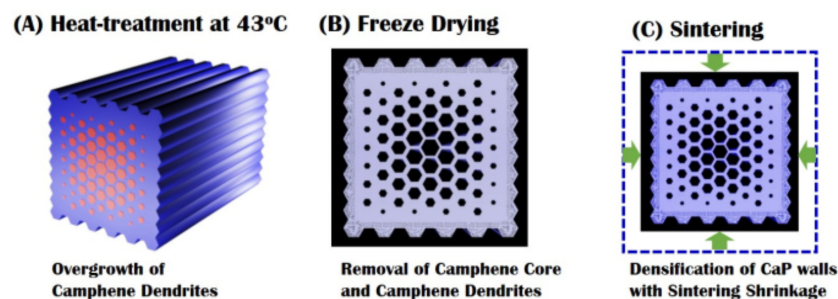 (A) Heat-treatment at 43°C
(B) Freeze Drying
(C) Sintering
Overgrowth of
Camphene Dendrites
Removal of Camphene Core
and Camphene Dendrites
Densification of CaP walls
with Sintering Shrinkage